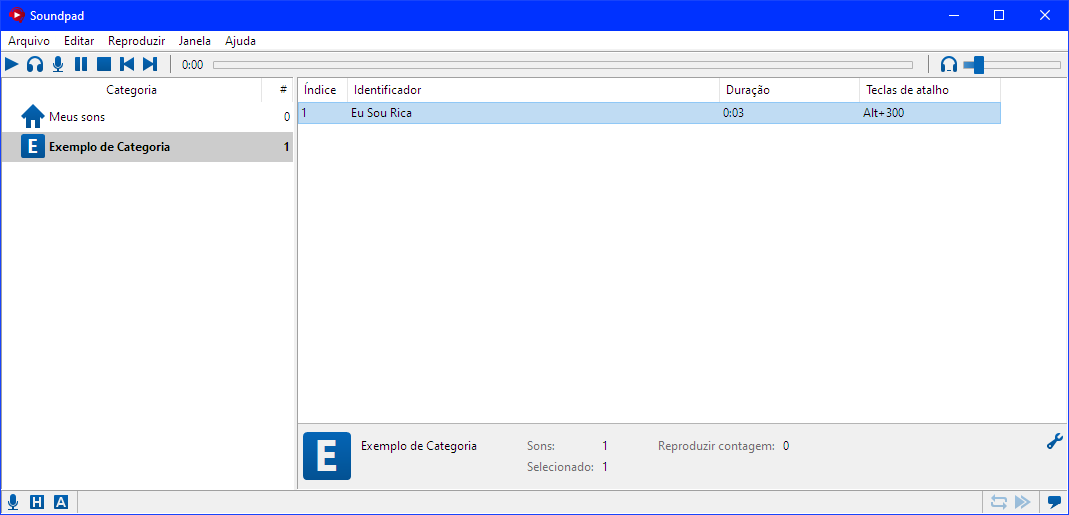 Soundpad
Arquivo Editar Reproduzir Janela Ajuda
0:00
Categoria #
Meus sons 0
E Exemplo de Categoria 1
Índice Identificador Duração Teclas de atalho
1 Eu Sou Rica 0:03 Alt+300
E Exemplo de Categoria Sons: 1 Reproduzir contagem: 0
Selecionado: 1
H A